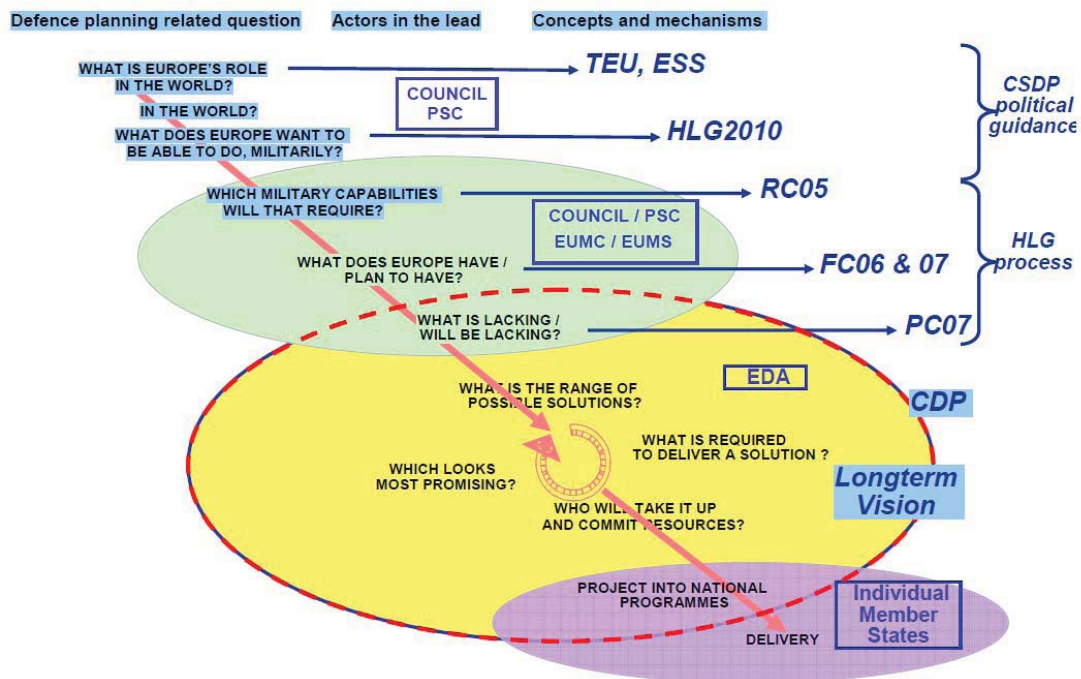 Defence planning related question
Actors in the lead
Concepts and mechanisms
WHAT IS EUROPE'S ROLE
IN THE WORLD?
TEU, ESS
COUNCIL
PSC
IN THE WORLD?
WHAT DOES EUROPE WANT TO
BE ABLE TO DO, MILITARILY?
HLG2010
CSDP
political
guidance
WHICH MILITARY CAPABILITIES
WILL THAT REQUIRE?
RC05
COUNCIL / PSC
EUMC / EUMS
WHAT DOES EUROPE HAVE /
PLAN TO HAVE?
FC06 & 07
HLG
process
WHAT IS LACKING /
WILL BE LACKING?
PC07
WHAT IS THE RANGE OF
POSSIBLE SOLUTIONS?
EDA
CDP
WHAT IS REQUIRED
TO DELIVER A SOLUTION ?
WHICH LOOKS
MOST PROMISING?
Longterm
Vision
WHO WILL TAKE IT UP
AND COMMIT RESOURCES?
PROJECT INTO NATIONAL
PROGRAMMES
Individual
Member
States
DELIVERY